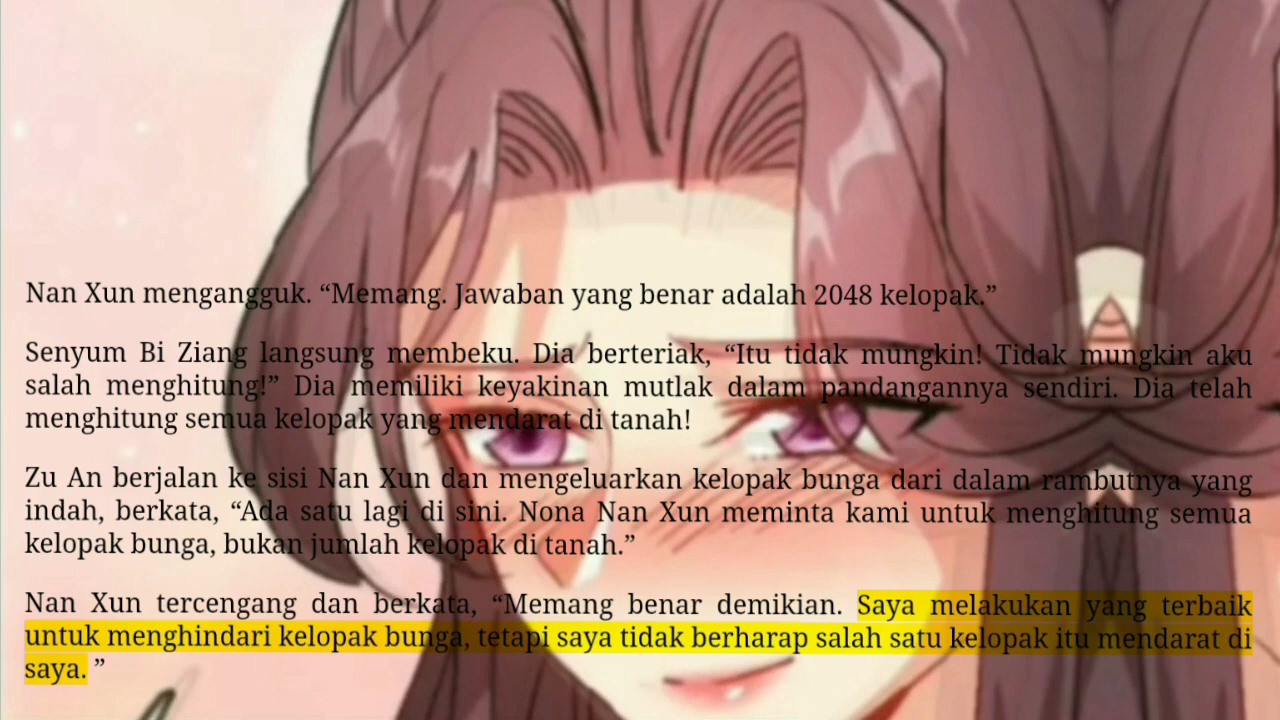 Nan Xun mengangguk. “Memang. Jawaban yang benar adalah 2048 kelopak.”
Senyum Bi Ziang langsung membeku. Dia berteriak, “Itu tidak mungkin! Tidak mungkin aku
salah menghitung!” Dia memiliki keyakinan mutlak dalam pandangannya sendiri. Dia telah
menghitung semua kelopak yang mendarat di tanah!
Zu An berjalan ke sisi Nan Xun dan mengeluarkan kelopak bunga dari dalam rambutnya yang
indah, berkata, “Ada satu lagi di sini. Nona Nan Xun meminta kami untuk menghitung semua
kelopak bunga, bukan jumlah kelopak di tanah.”
Nan Xun tercengang dan berkata, “Memang benar demikian. Saya melakukan yang terbaik
untuk menghindari kelopak bunga, tetapi saya tidak berharap salah satu kelopak itu mendarat di
saya. ”